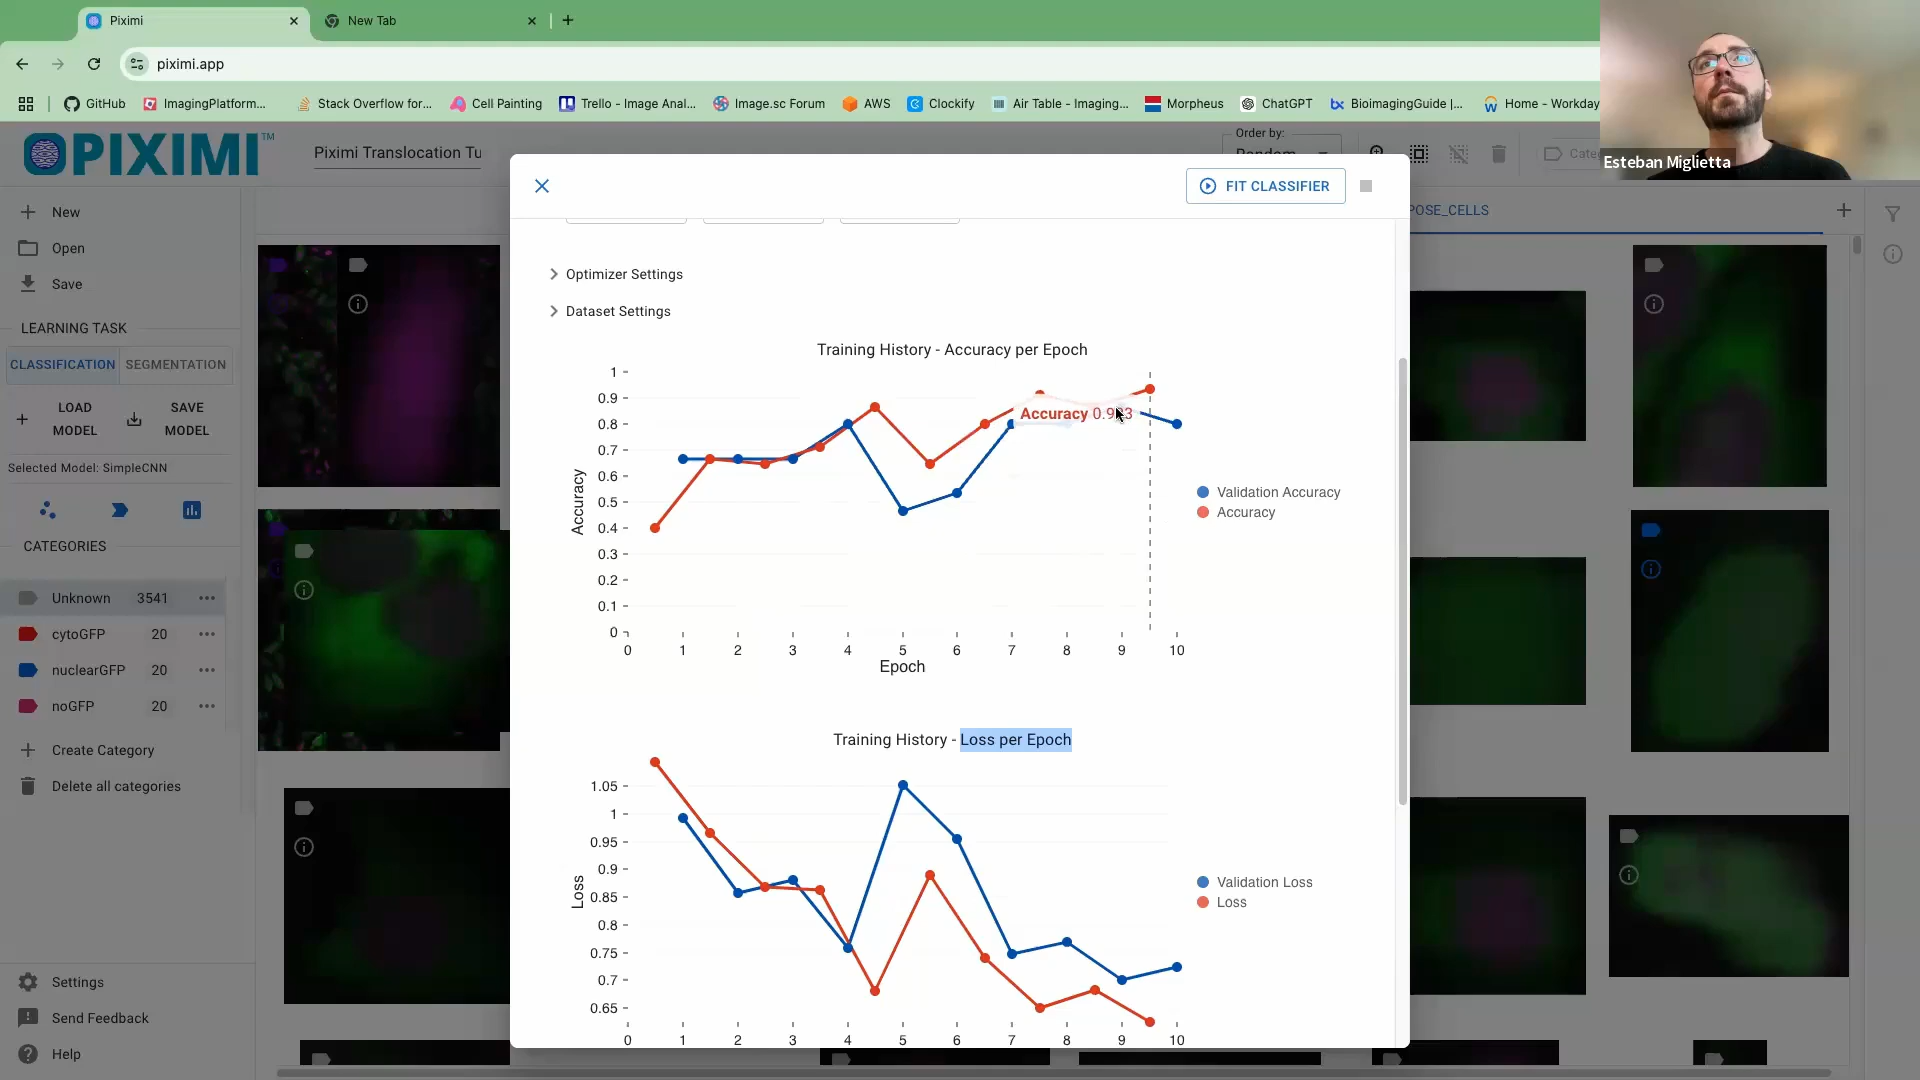 Piximi
New Tab
piximi.app
GitHub
ImagingPlatform...
Stack Overflow for...
Cell Painting
Trello - Image Anal...
Image.sc Forum
AWS
Clockify
Air Table - Imaging...
Morpheus
ChatGPT
BioimagingGuide |...
Home - Workday
Esteban Miglietta
PIXIMI™
Piximi Translocation Tu
Order by:
Random
FIT CLASSIFIER
New
Open
Save
LEARNING TASK
CLASSIFICATION
SEGMENTATION
LOAD MODEL
SAVE MODEL
Selected Model: SimpleCNN
CATEGORIES
Unknown 3541
cytoGFP 20
nuclearGFP 20
noGFP 20
Create Category
Delete all categories
Settings
Send Feedback
Help
POSE_CELLS
Optimizer Settings
Dataset Settings
Training History - Accuracy per Epoch
1
0.9
0.8
0.7
0.6
0.5
0.4
0.3
0.2
0.1
0
Accuracy
0 1 2 3 4 5 6 7 8 9 10
Epoch
Accuracy
Validation Accuracy
Accuracy
Training History - Loss per Epoch
1.05
1
0.95
0.9
0.85
0.8
0.75
0.7
0.65
Loss
0 1 2 3 4 5 6 7 8 9 10
Validation Loss
Loss